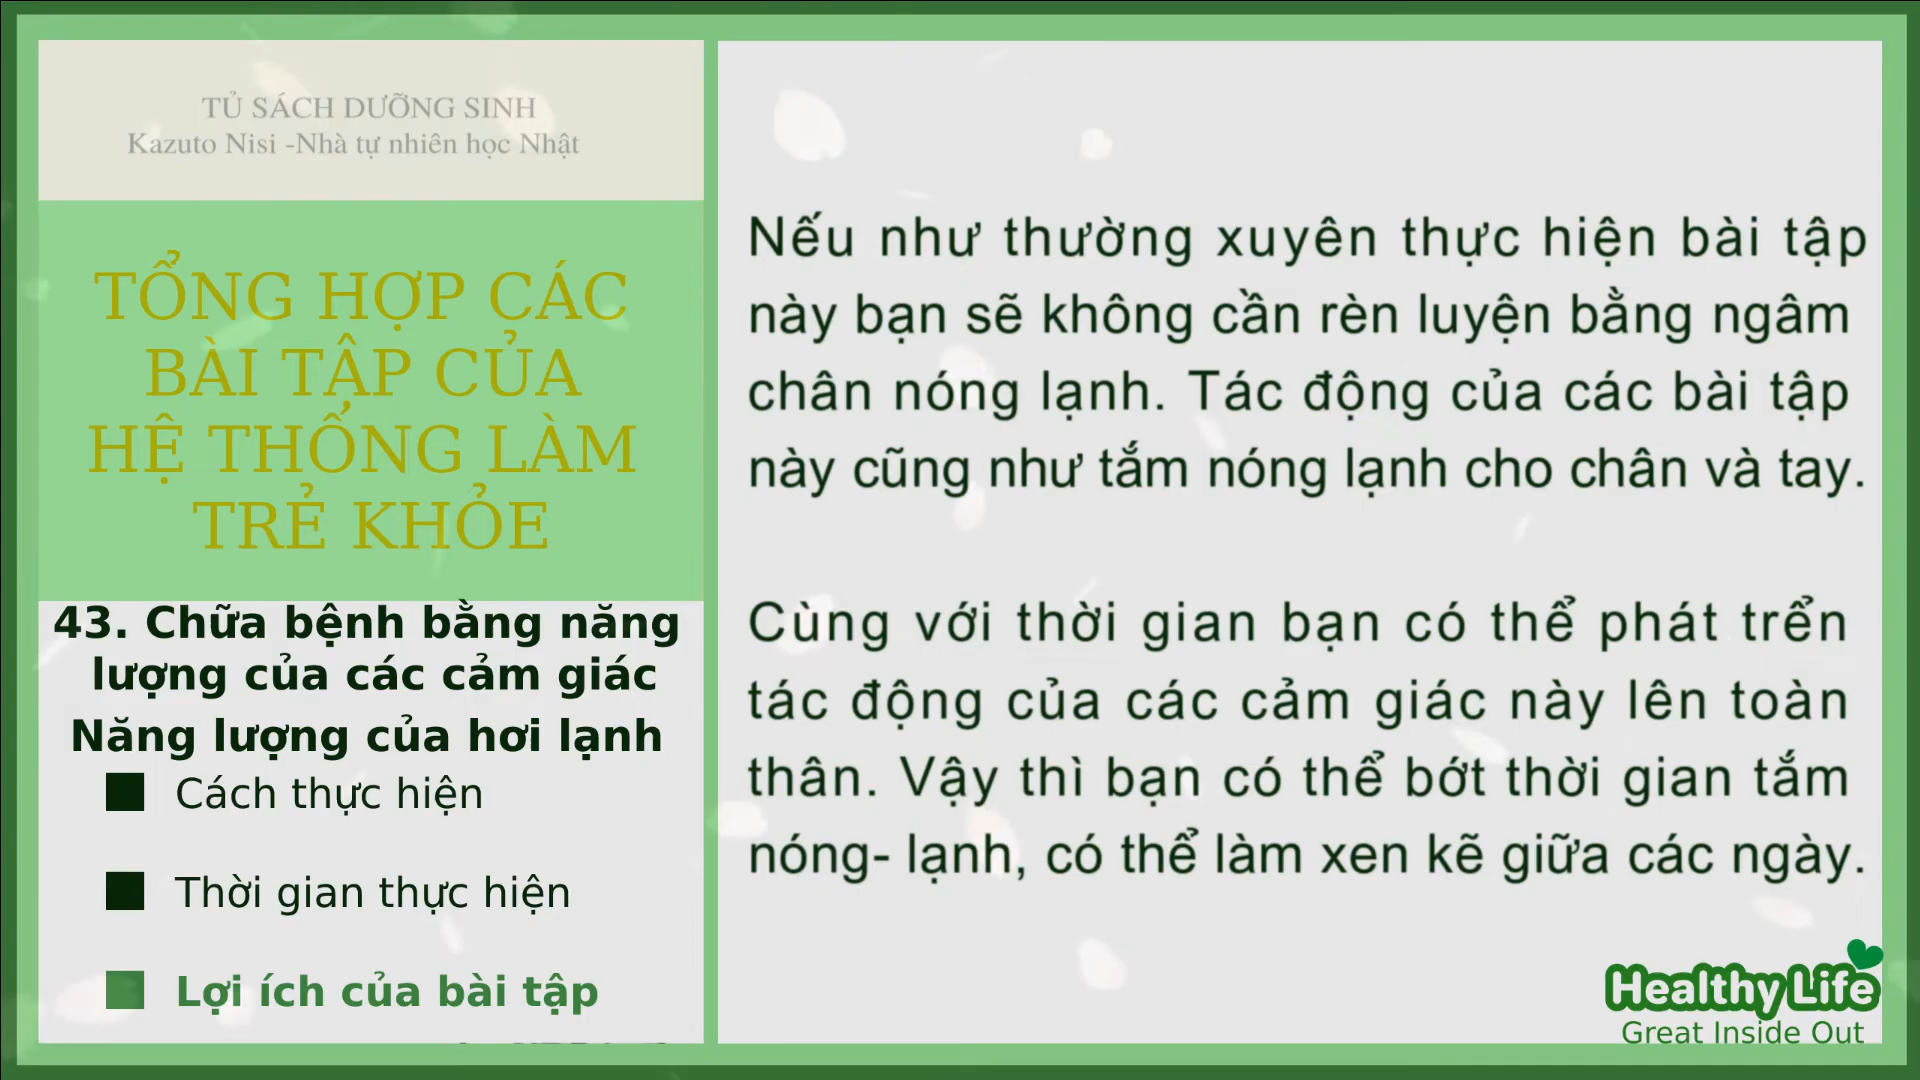 TỦ SÁCH DƯỠNG SINH
Kazuto Nisi -Nhà tự nhiên học Nhật
TỔNG HỢP CÁC
BÀI TẬP CỦA
HỆ THỐNG LÀM
TRẺ KHỎE
43. Chữa bệnh bằng năng
lượng của các cảm giác
Năng lượng của hơi lạnh
Cách thực hiện
Thời gian thực hiện
Lợi ích của bài tập
Nếu như thường xuyên thực hiện bài tập
này bạn sẽ không cần rèn luyện bằng ngâm
chân nóng lạnh. Tác động của các bài tập
này cũng như tắm nóng lạnh cho chân và tay.
Cùng với thời gian bạn có thể phát trển
tác động của các cảm giác này lên toàn
thân. Vậy thì bạn có thể bớt thời gian tắm
nóng- lạnh, có thể làm xen kẽ giữa các ngày.
Healthy Life
Great Inside Out